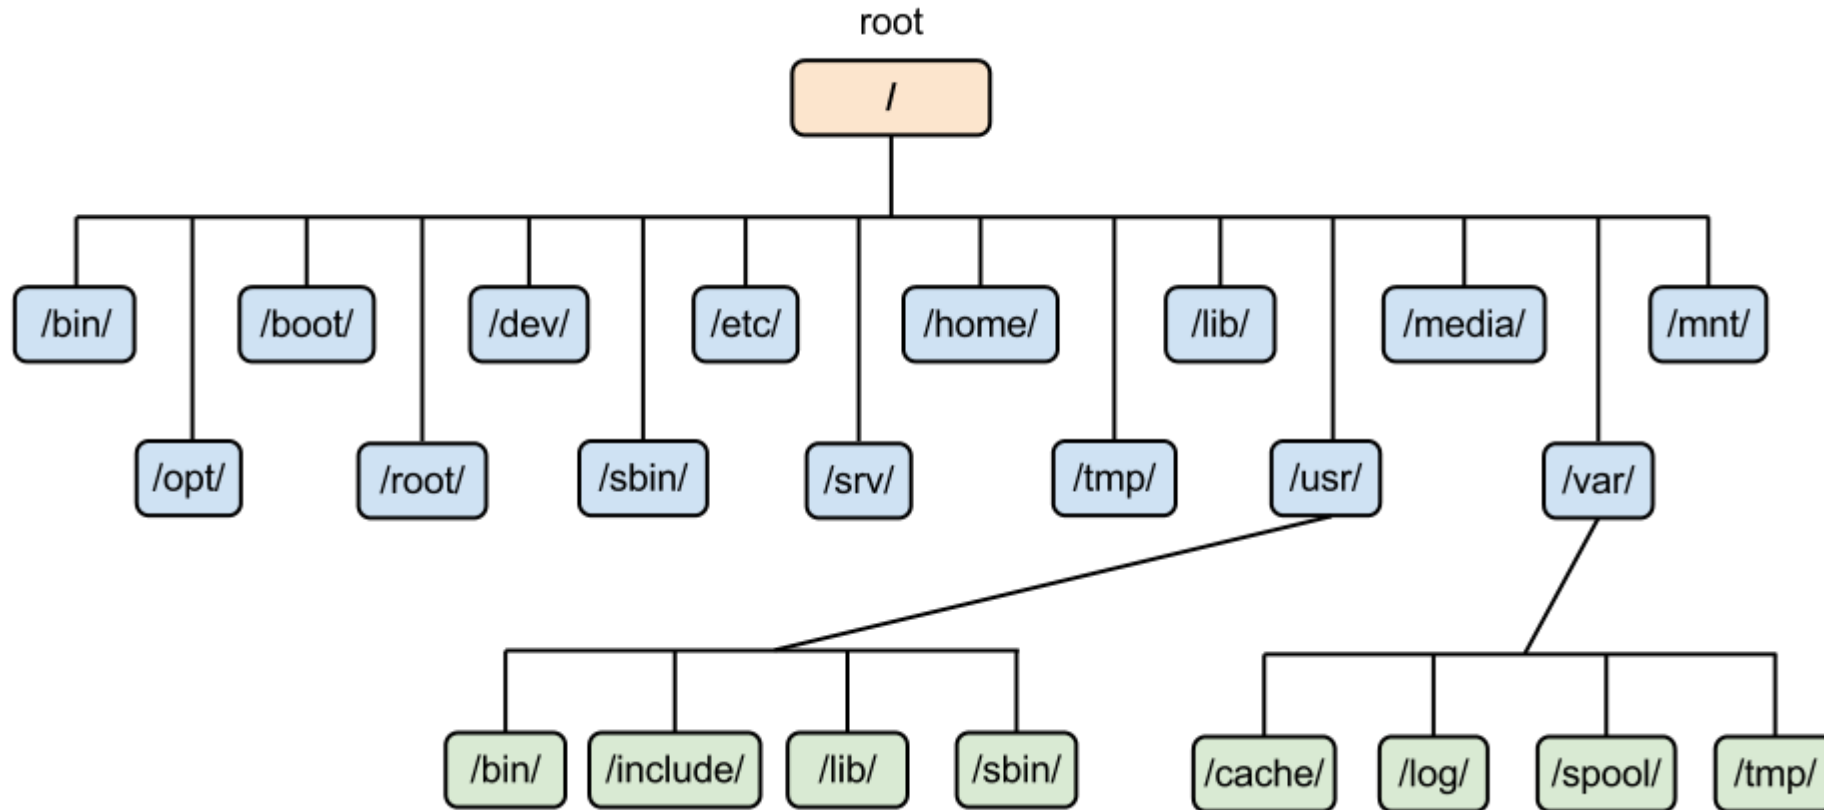 root
/
/bin/
/boot/
/dev/
/etc/
/home/
/lib/
/media/
/mnt/
/opt/
/root/
/sbin/
/srv/
/tmp/
/usr/
/var/
/bin/
/include/
/lib/
/sbin/
/cache/
/log/
/spool/
/tmp/